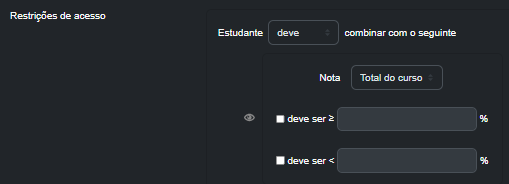 Restrições de acesso
Estudante deve combinar com o seguinte
Nota Total do curso
deve ser ≥ %
deve ser < %